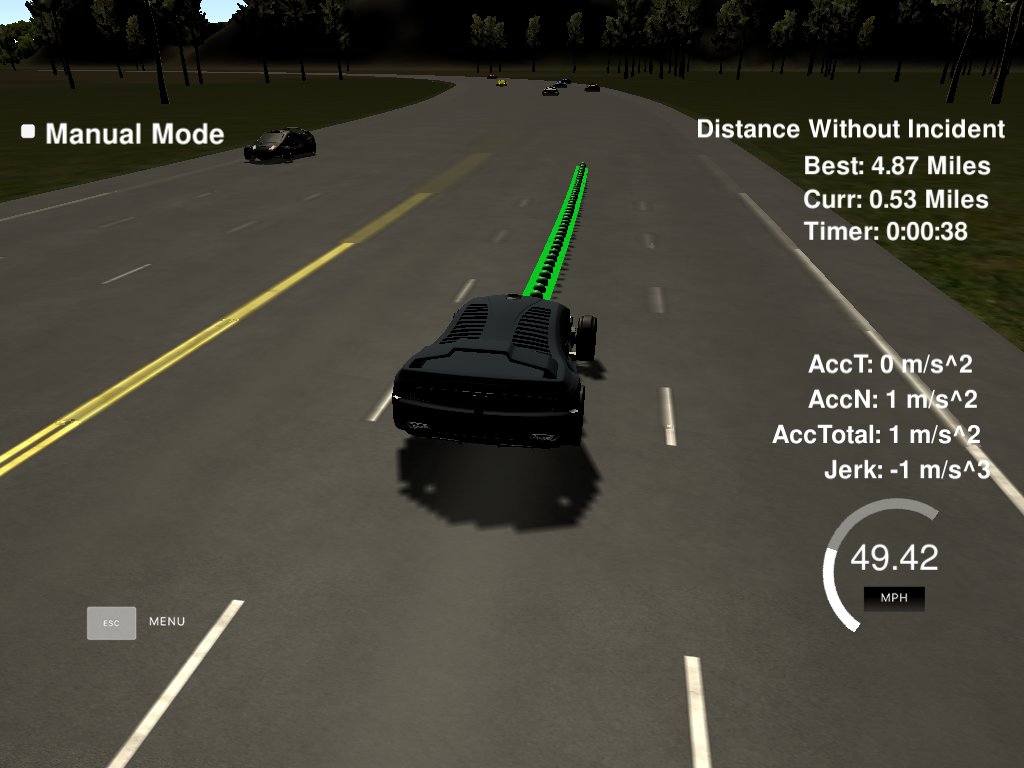 Manual Mode
Distance Without Incident
Best: 4.87 Miles
Curr: 0.53 Miles
Timer: 0:00:38
AccT: 0 m/s^2
AccN: 1 m/s^2
AccTotal: 1 m/s^2
Jerk: -1 m/s^3
49.42
MPH
ESC MENU